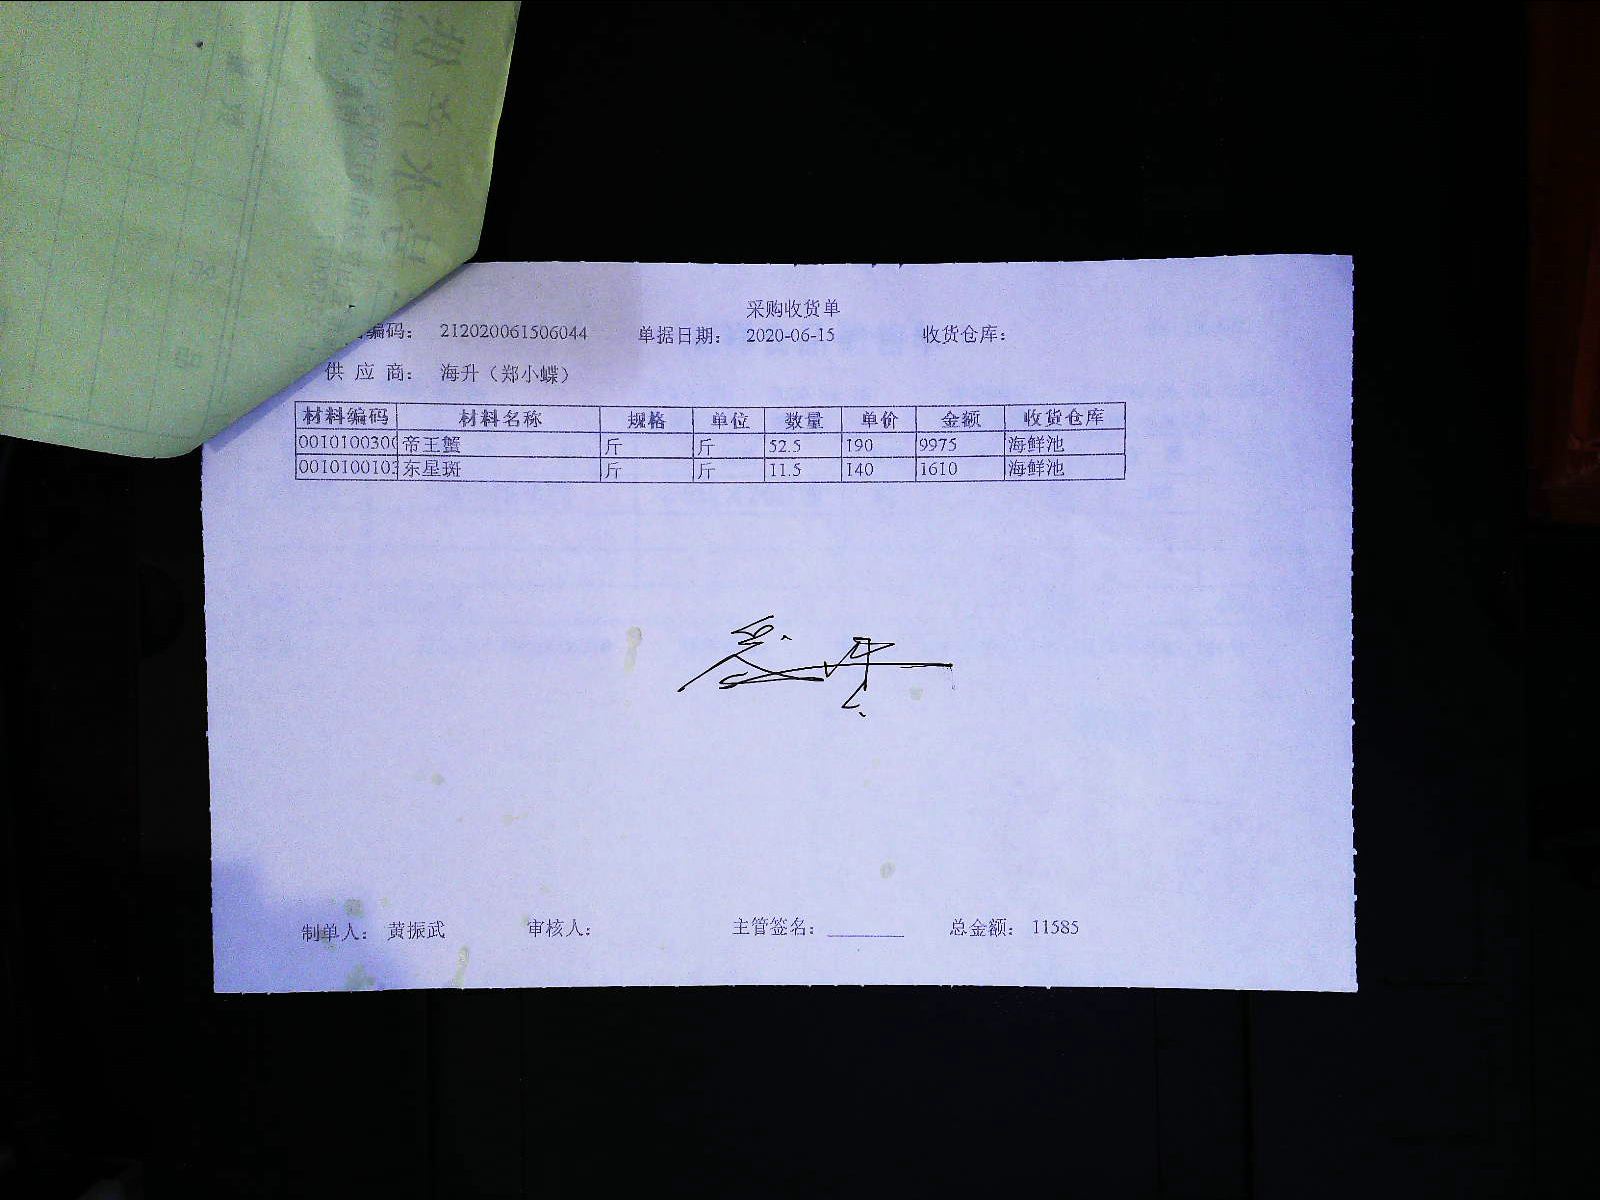 采购收货单
编码： 212020061506044 单据日期： 2020-06-15 收货仓库：
供 应 商： 海升（郑小蝶）
材料编码 材料名称 规格 单位 数量 单价 金额 收货仓库
0010100300 帝王蟹 斤 斤 52.5 190 9975 海鲜池
001010010 东星斑 斤 斤 11.5 140 1610 海鲜池
制单人： 黄振武 审核人： 主管签名： 总金额： 11585